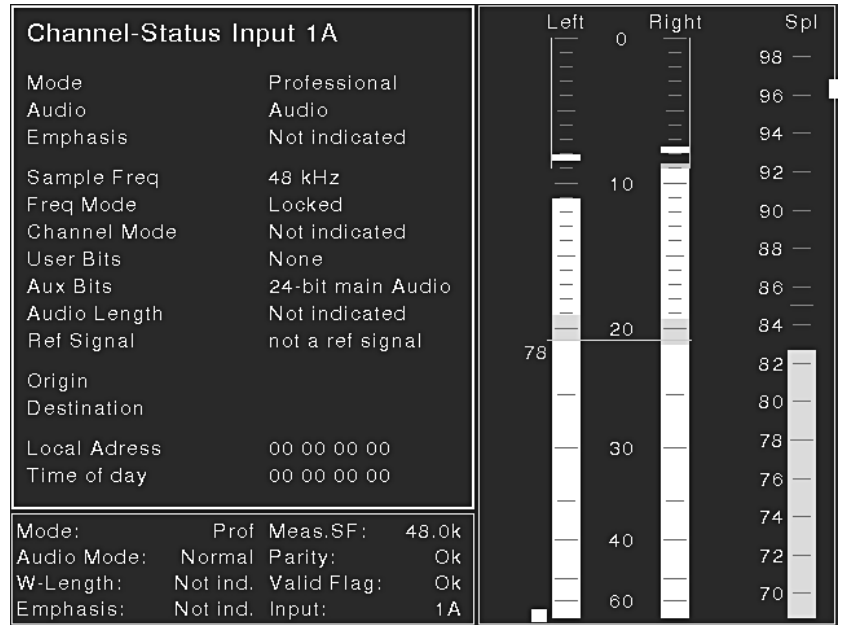 Channel-Status Input 1A
Mode Professional
Audio Audio
Emphasis Not indicated
Sample Freq 48 kHz
Freq Mode Locked
Channel Mode Not indicated
User Bits None
Aux Bits 24-bit main Audio
Audio Length Not indicated
Ref Signal not a ref signal
Origin
Destination
Local Adress 00 00 00 00
Time of day 00 00 00 00
Mode: Prof Meas.SF: 48.0k
Audio Mode: Normal Parity: Ok
W-Length: Not ind. Valid Flag: Ok
Emphasis: Not ind. Input: 1A
Left Right Spl
0
10
20
78
30
40
60
98
96
94
92
90
88
86
84
82
80
78
76
74
72
70